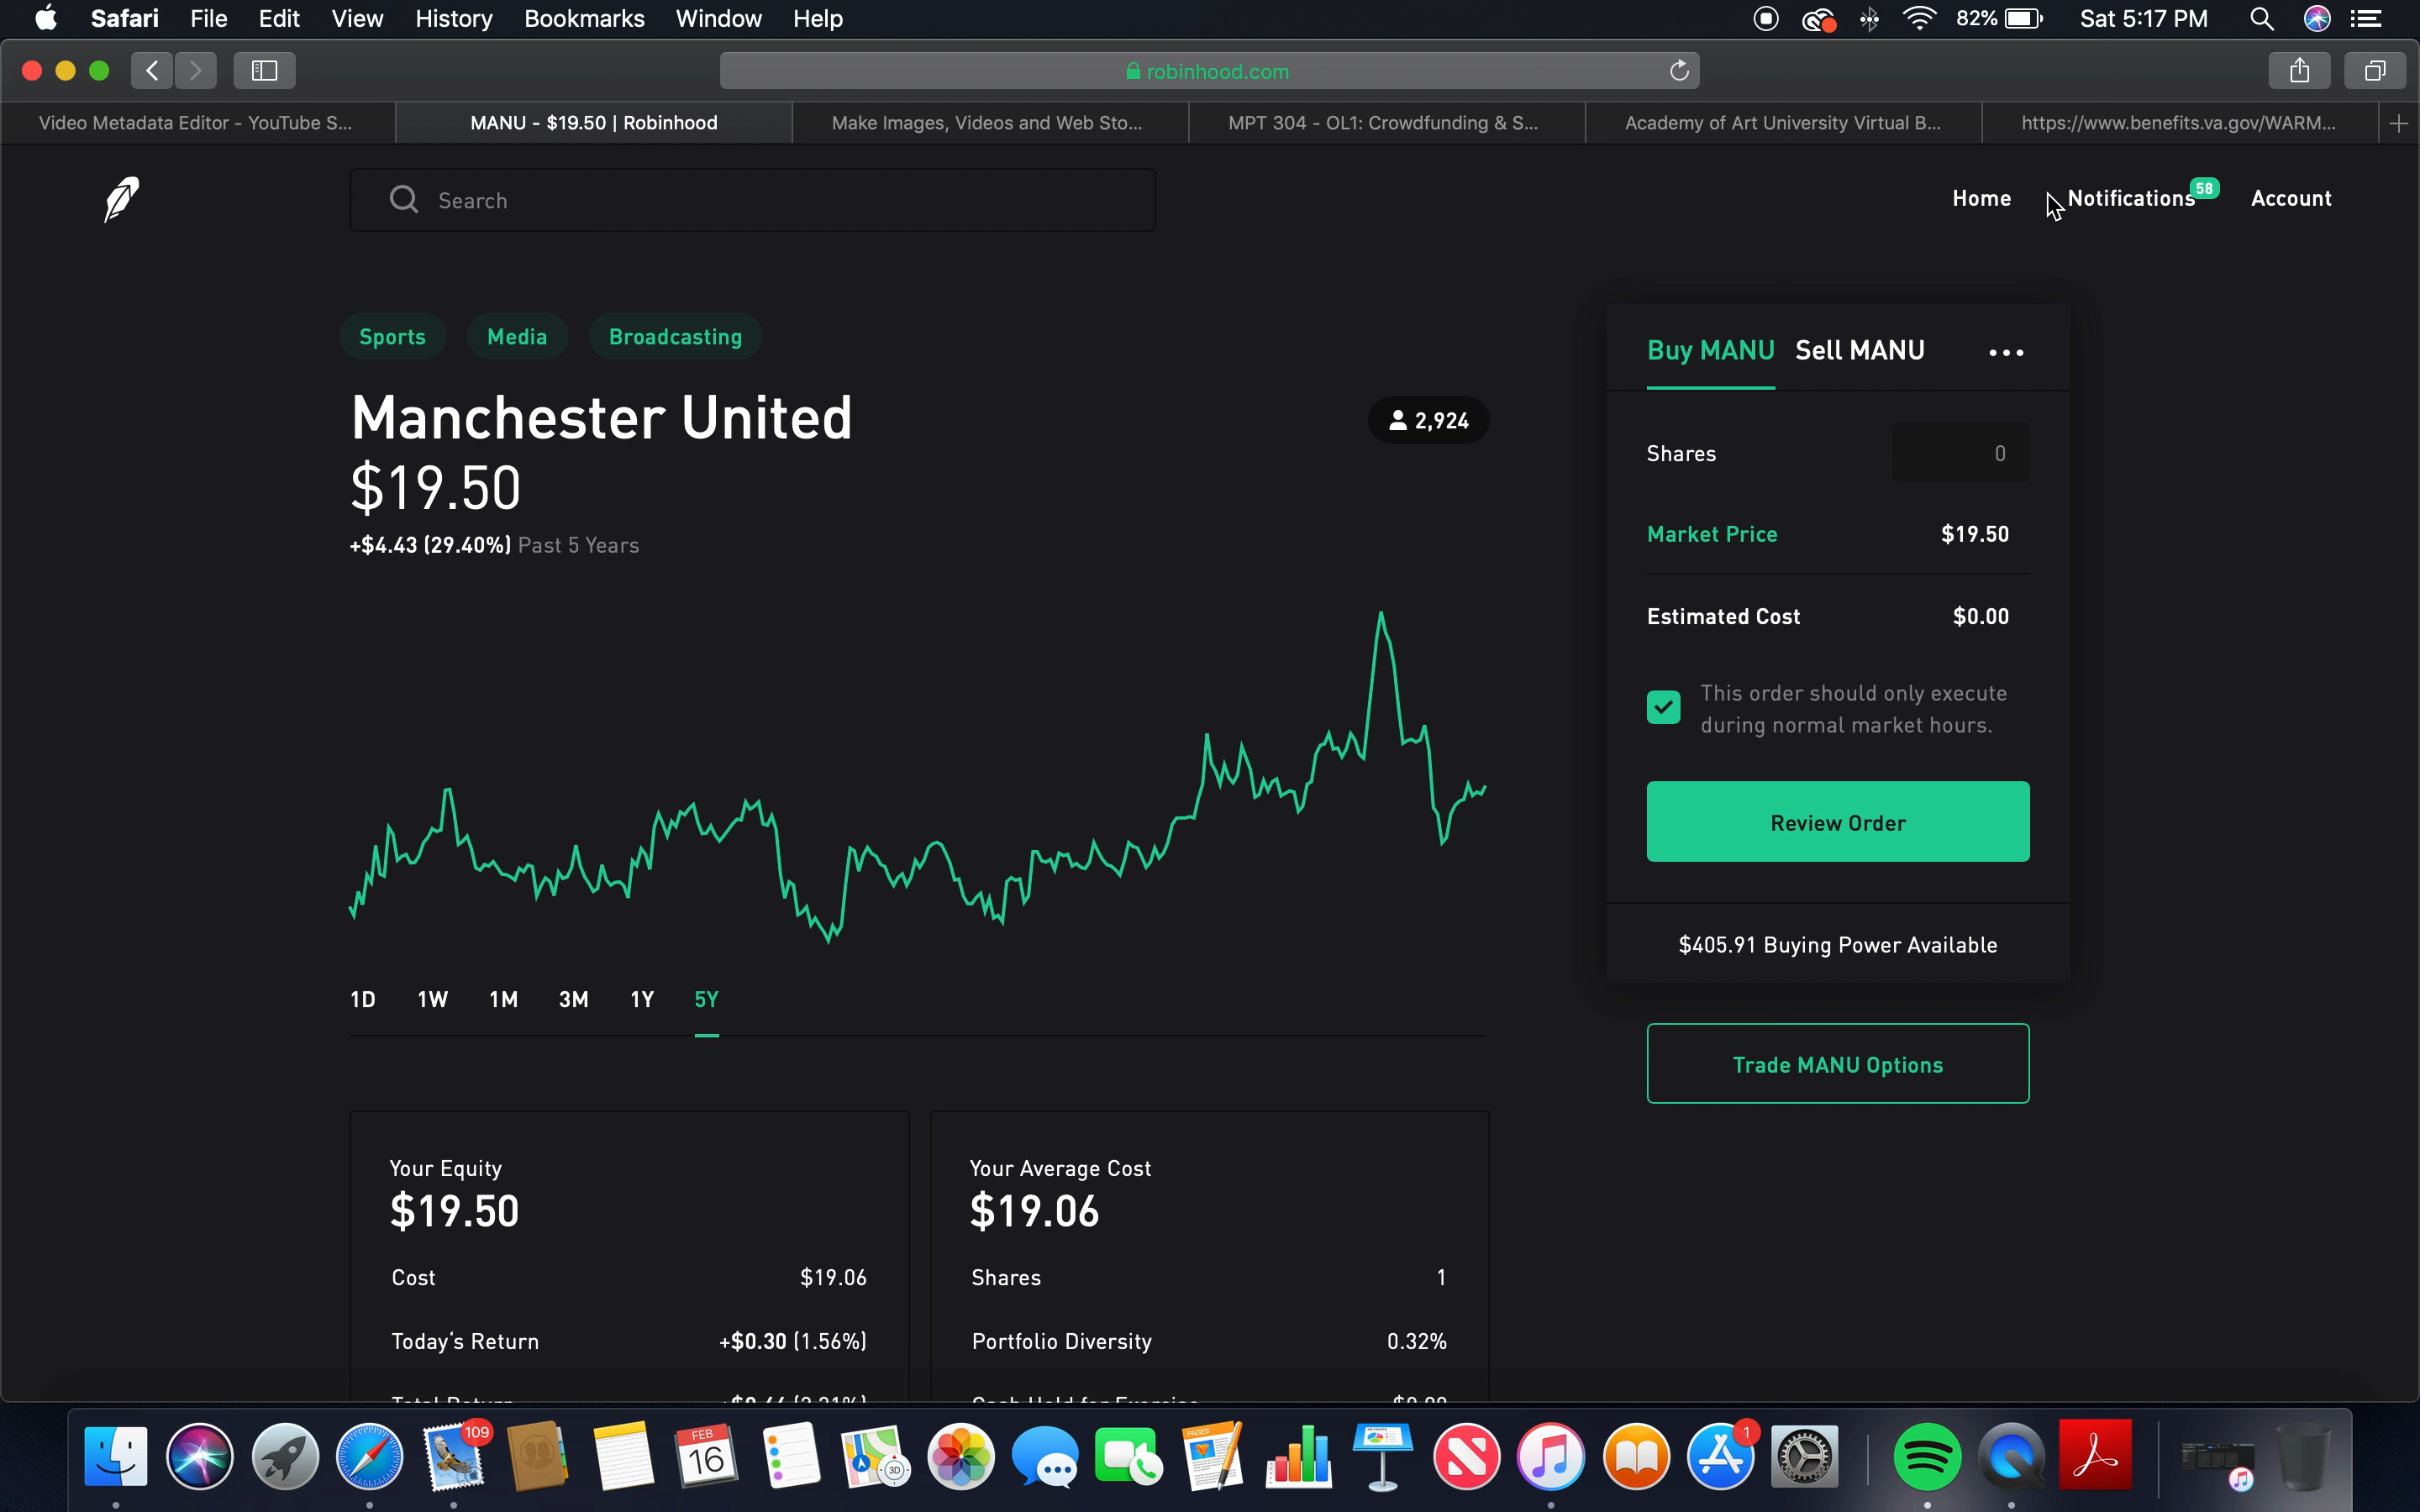 Safari File Edit View History Bookmarks Window Help 82% Sat 5:17 PM
robinhood.com
Video Metadata Editor - YouTube S... MANU - $19.50 | Robinhood Make Images, Videos and Web Sto... MPT 304 - OL1: Crowdfunding & S... Academy of Art University Virtual B... https://www.benefits.va.gov/WARM...
Search Home Notifications 58 Account
Sports Media Broadcasting
Manchester United
2,924
$19.50
+$4.43 (29.40%) Past 5 Years
1D 1W 1M 3M 1Y 5Y
Your Equity
$19.50
Cost $19.06
Today's Return +$0.30 (1.56%)
Your Average Cost
$19.06
Shares 1
Portfolio Diversity 0.32%
Buy MANU Sell MANU
Shares 0
Market Price $19.50
Estimated Cost $0.00
This order should only execute
during normal market hours.
Review Order
$405.91 Buying Power Available
Trade MANU Options
109
FEB
16
3D
PAGES
1